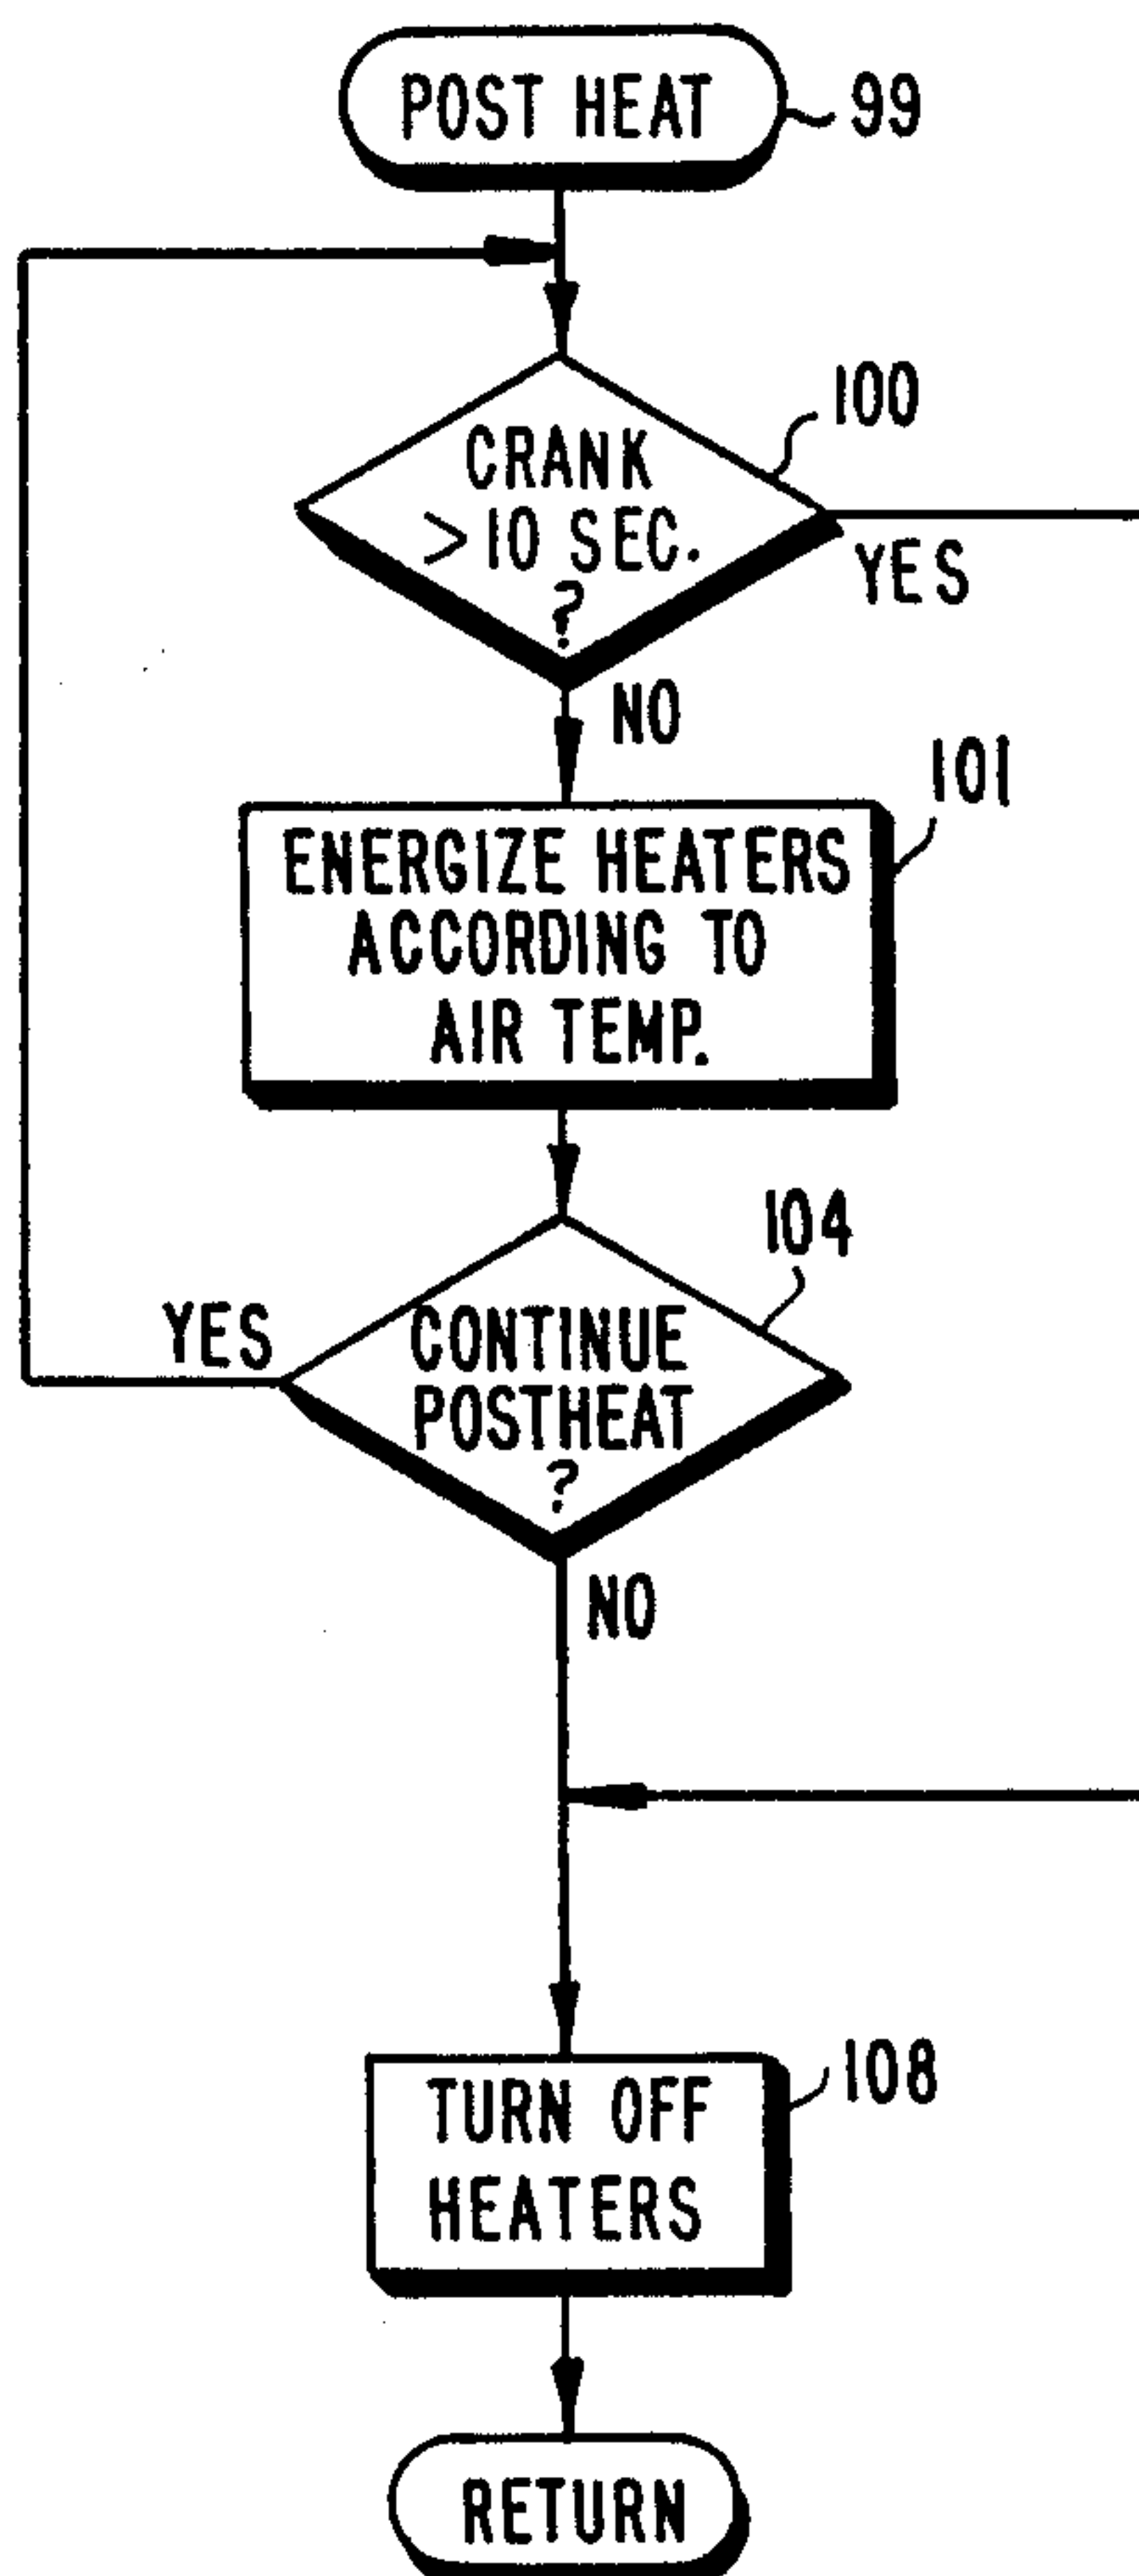 POST HEAT
99
100
CRANK
>10 SEC.
?
YES
NO
101
ENERGIZE HEATERS
ACCORDING TO
AIR TEMP.
104
YES
CONTINUE
POSTHEAT
?
NO
108
TURN OFF
HEATERS
RETURN